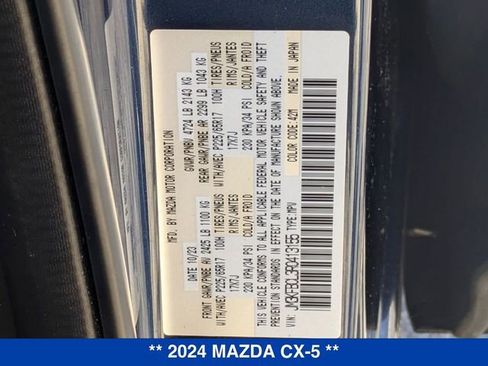 MFD. BY MAZDA MOTOR CORPORATION
DATE 10/23 GVWR/PNBV 4724 LB 2143 KG
FRONT GAWR/PNBE AV 2425 LB 1100 KG REAR GAWR/PNBE AR 2299 LB 1043 KG
WITH/AVEC P225/65R17 100H TIRES/PNEUS WITH/AVEC P225/65R17 100H TIRES/PNEUS
17X7J RIMS/JANTES 17X7J RIMS/JANTES
230 KPA/34 PSI COLD/A FROID 230 KPA/34 PSI COLD/A FROID
THIS VEHICLE CONFORMS TO ALL APPLICABLE FEDERAL MOTOR VEHICLE SAFETY AND THEFT
PREVENTION STANDARDS IN EFFECT ON THE DATE OF MANUFACTURE SHOWN ABOVE.
VIN: JM3KFBCL3R0413155 TYPE: MPV COLOR CODE: 42M MADE IN JAPAN
** 2024 MAZDA CX-5 **